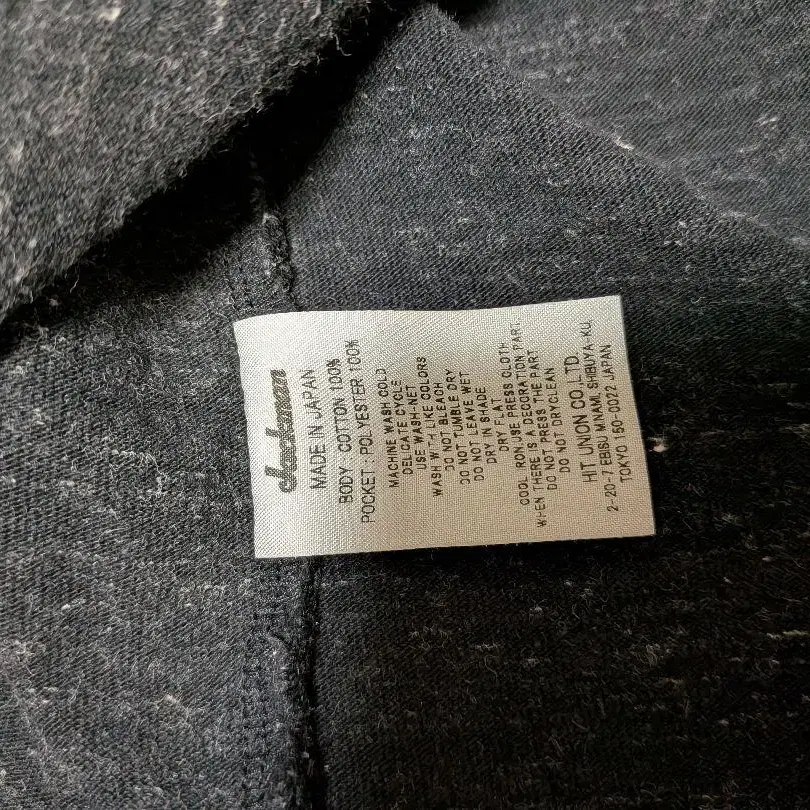 Jackman
MADE IN JAPAN
BODY COTTON 100%
POCKET : POLYESTER 100%
MACHINE WASH COLD
DELICATE CYCLE
USE WASH-NET
WASH WITH LIKE COLORS
DO NOT BLEACH
DO NOT TUMBLE DRY
DO NOT LEAVE WET
DRY IN SHADE
DRY FLAT
COOL IRON,USE PRESS CLOTH
WHEN THERE IS A DECORATION PART,
DO NOT PRESS THE PART
DO NOT DRYCLEAN
HIT UNION CO.,LTD.
2-20-7 EBISU MINAMI, SHIBUYA-KU,
TOKYO 150-0022 JAPAN